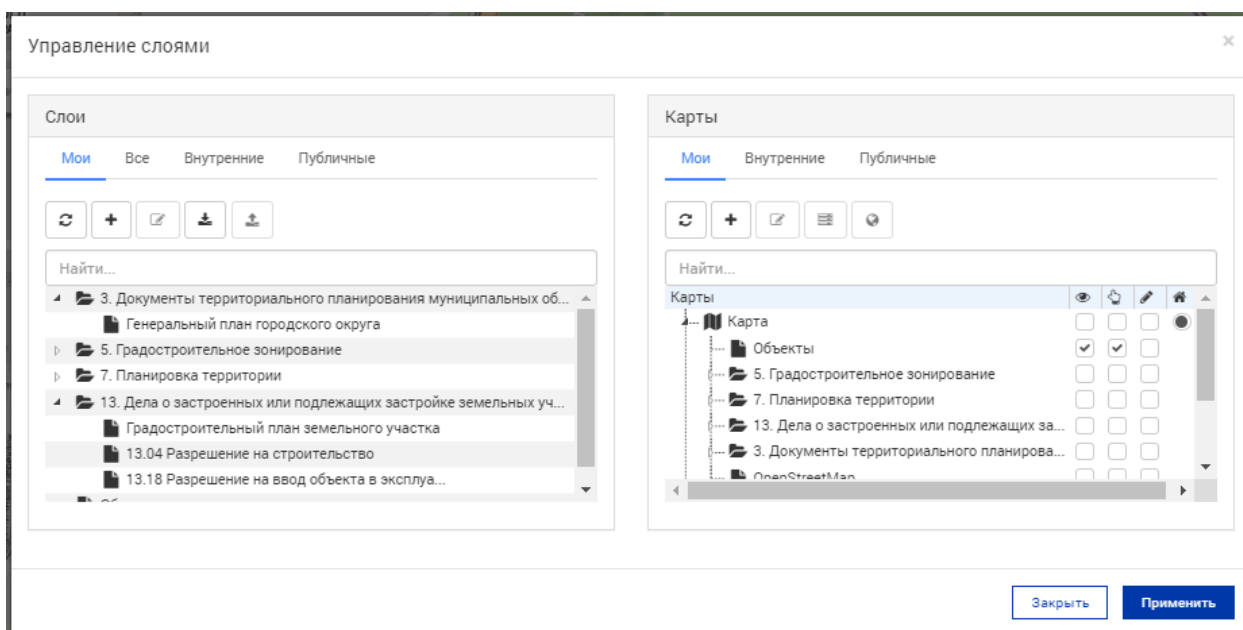 Управление слоями
Слои
Мои Все Внутренние Публичные
Найти...
3. Документы территориального планирования муниципальных об...
Генеральный план городского округа
5. Градостроительное зонирование
7. Планировка территории
13. Дела о застроенных или подлежащих застройке земельных уч...
Градостроительный план земельного участка
13.04 Разрешение на строительство
13.18 Разрешение на ввод объекта в эксплуа...
Карты
Мои Внутренние Публичные
Найти...
Карты
Карта
Объекты
5. Градостроительное зонирование
7. Планировка территории
13. Дела о застроенных или подлежащих за...
3. Документы территориального планирова...
OpenStreetMap
Закрыть Применить